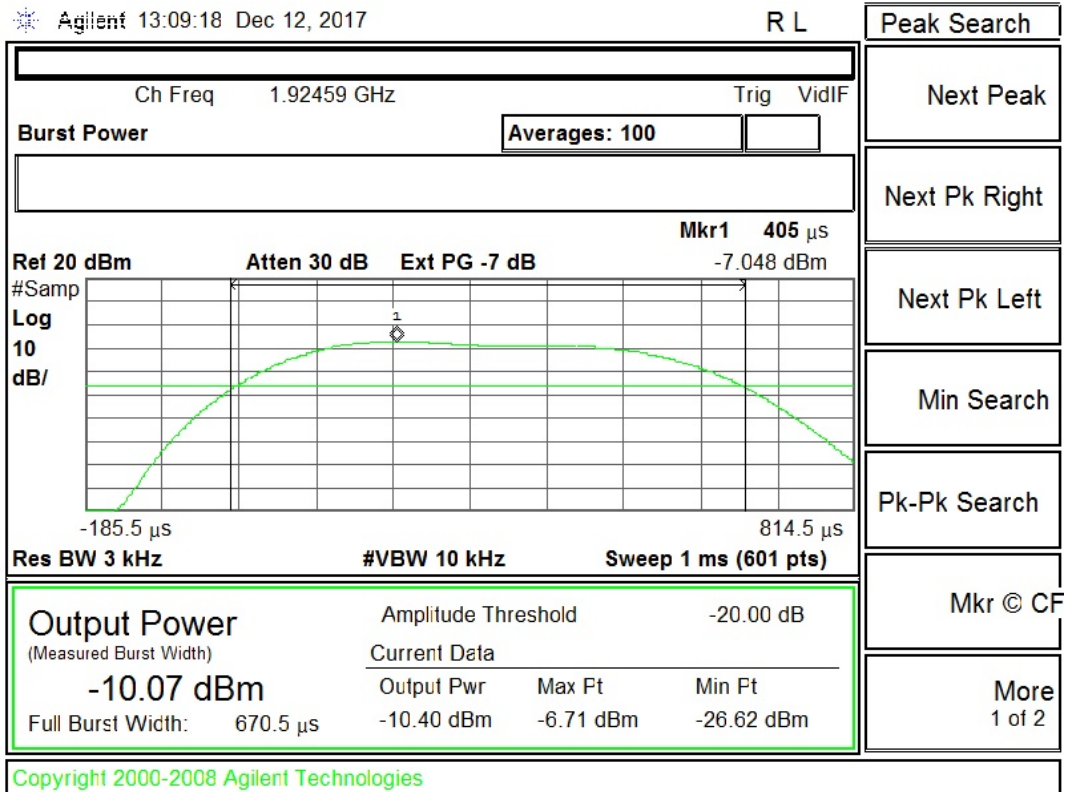 Agilent 13:09:18 Dec 12, 2017 R L
Peak Search
Ch Freq 1.92459 GHz Trig VidIF
Burst Power Averages: 100
Mkr1 405 µs
Ref 20 dBm Atten 30 dB Ext PG -7 dB -7.048 dBm
#Samp
Log
10
dB/
1
-185.5 µs 814.5 µs
Res BW 3 kHz #VBW 10 kHz Sweep 1 ms (601 pts)
Output Power
(Measured Burst Width)
-10.07 dBm
Full Burst Width: 670.5 µs
Amplitude Threshold -20.00 dB
Current Data
Output Pwr Max Pt Min Pt
-10.40 dBm -6.71 dBm -26.62 dBm
Next Peak
Next Pk Right
Next Pk Left
Min Search
Pk-Pk Search
Mkr © CF
More
1 of 2
Copyright 2000-2008 Agilent Technologies